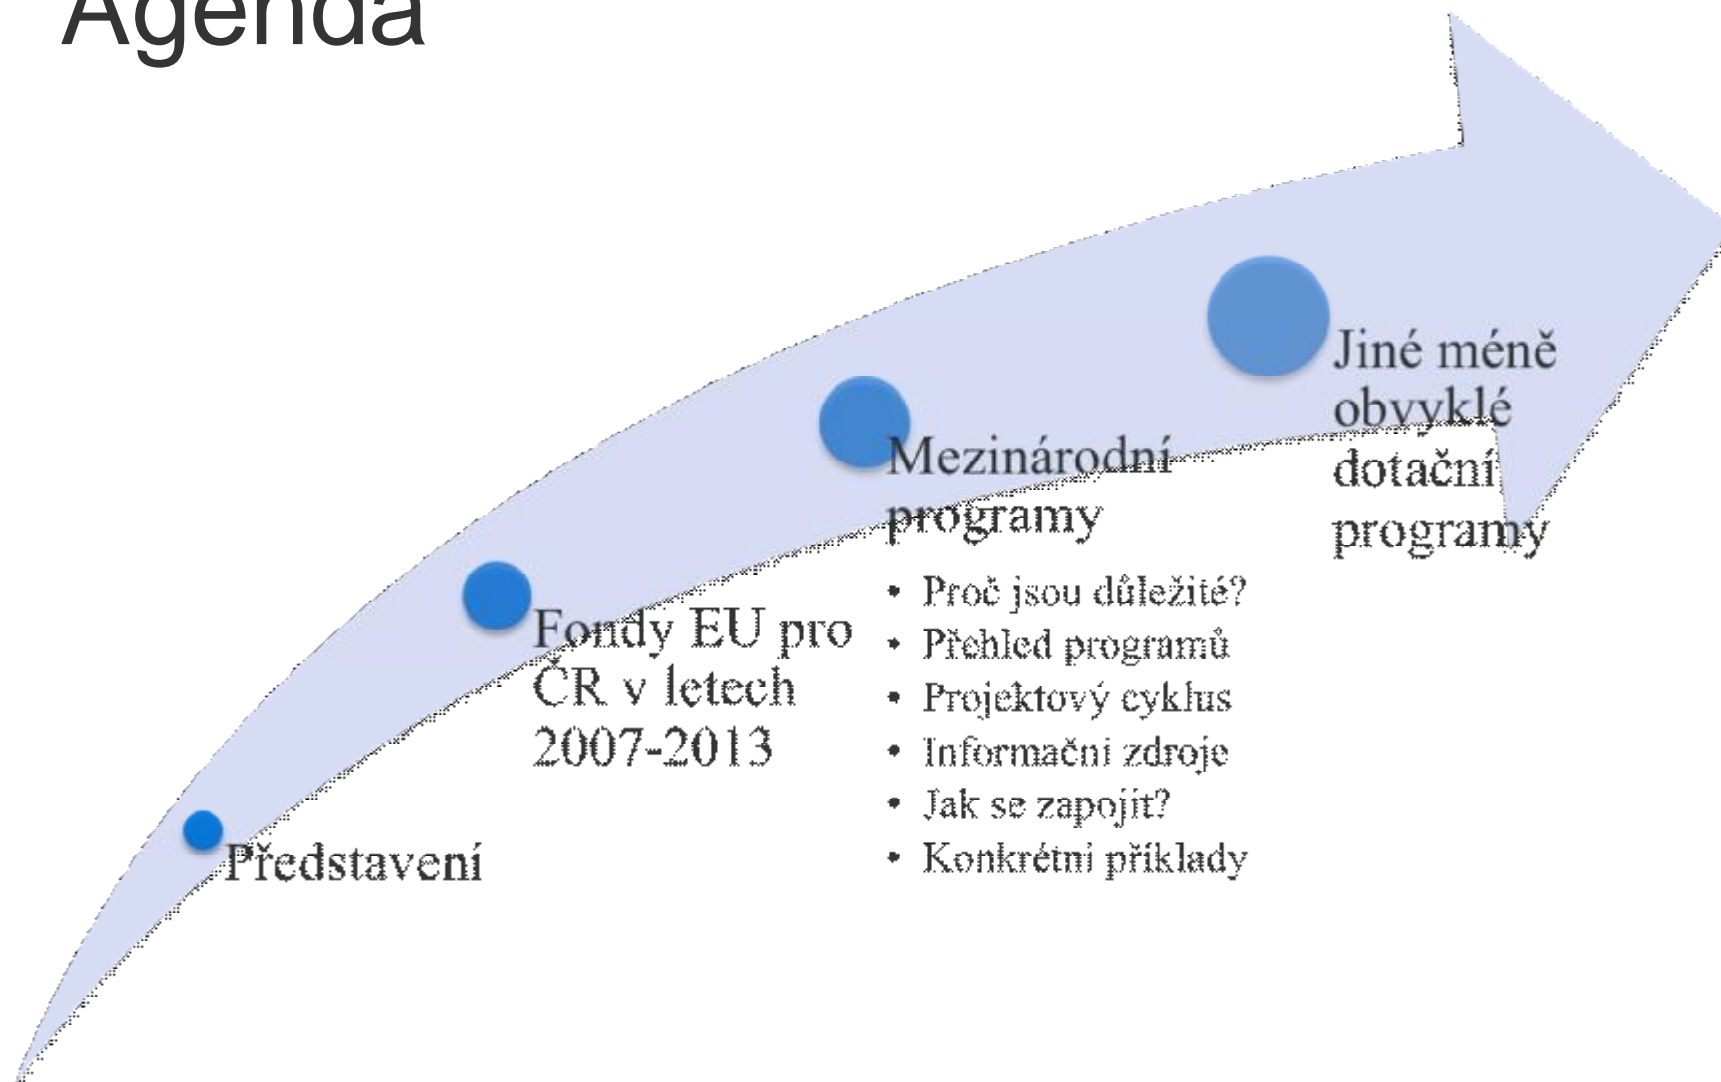 Agenda
Představení
Fondy EU pro
ČR v letech
2007-2013
Mezinárodní
programy
• Proč jsou důležité?
• Přehled programů
• Projektový cyklus
• Informační zdroje
• Jak se zapojit?
• Konkrétní příklady
Jiné méně
obvyklé
dotační
programy